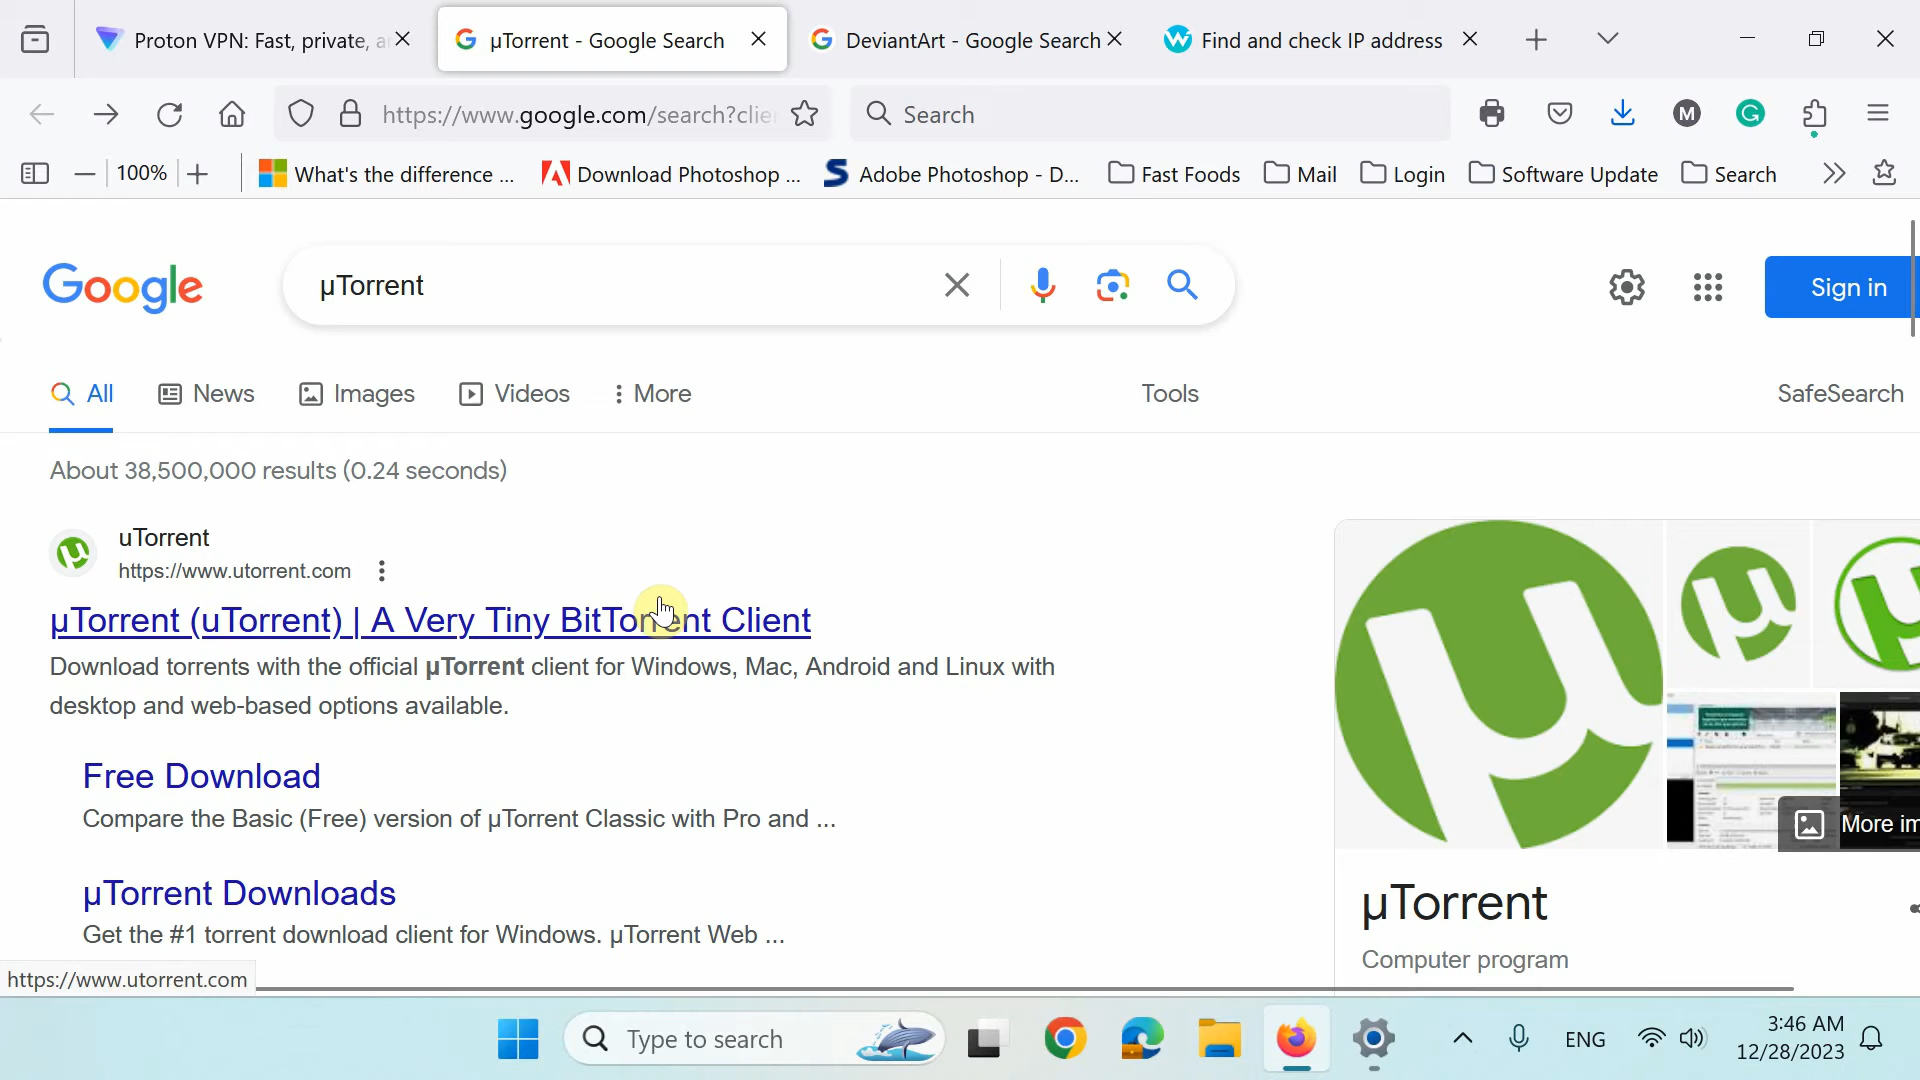 Proton VPN: Fast, private, a
µTorrent - Google Search
DeviantArt - Google Search
Find and check IP address
https://www.google.com/search?clie
Search
M
G
100%
What's the difference ...
Download Photoshop ...
Adobe Photoshop - D...
Fast Foods
Mail
Login
Software Update
Search
Google
µTorrent
Sign in
All
News
Images
Videos
More
Tools
SafeSearch
About 38,500,000 results (0.24 seconds)
uTorrent
https://www.utorrent.com
µTorrent (uTorrent) | A Very Tiny BitTorrent Client
Download torrents with the official µTorrent client for Windows, Mac, Android and Linux with
desktop and web-based options available.
Free Download
Compare the Basic (Free) version of µTorrent Classic with Pro and ...
µTorrent Downloads
Get the #1 torrent download client for Windows. µTorrent Web ...
More im
µTorrent
Computer program
https://www.utorrent.com
Type to search
ENG
3:46 AM
12/28/2023